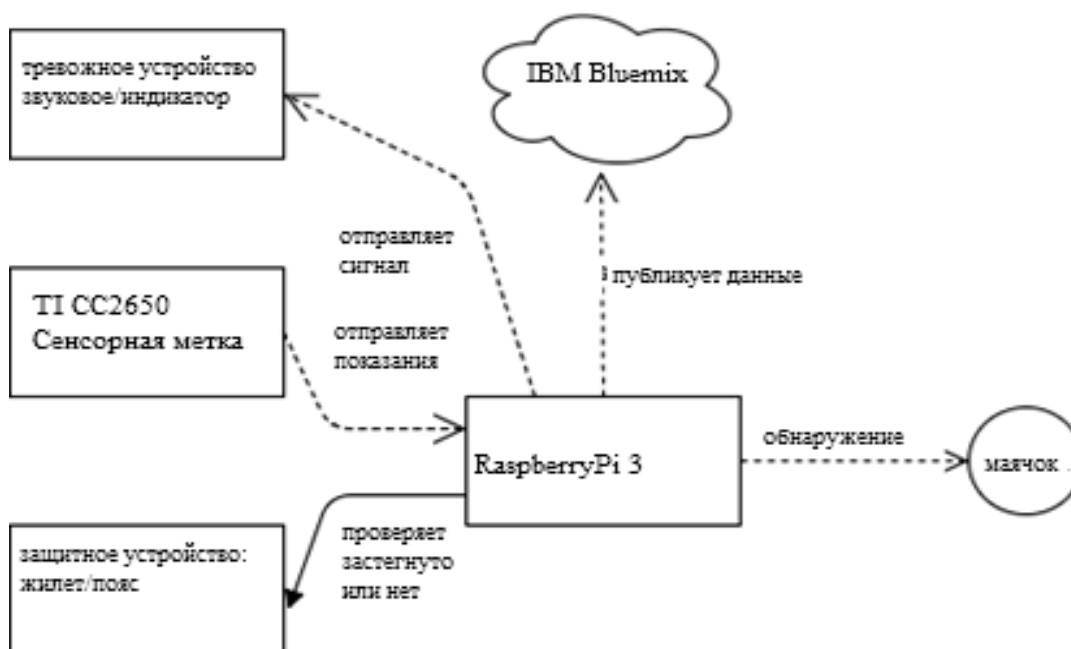 тревожное устройство
звуковое/индикатор
IBM Bluemix
отправляет
сигнал
публикует данные
TI CC2650
Сенсорная метка
отправляет
показания
RaspberryPi 3
обнаружение
маячок .
защитное устройство:
жилет/пояс
проверяет
застегнуто
или нет